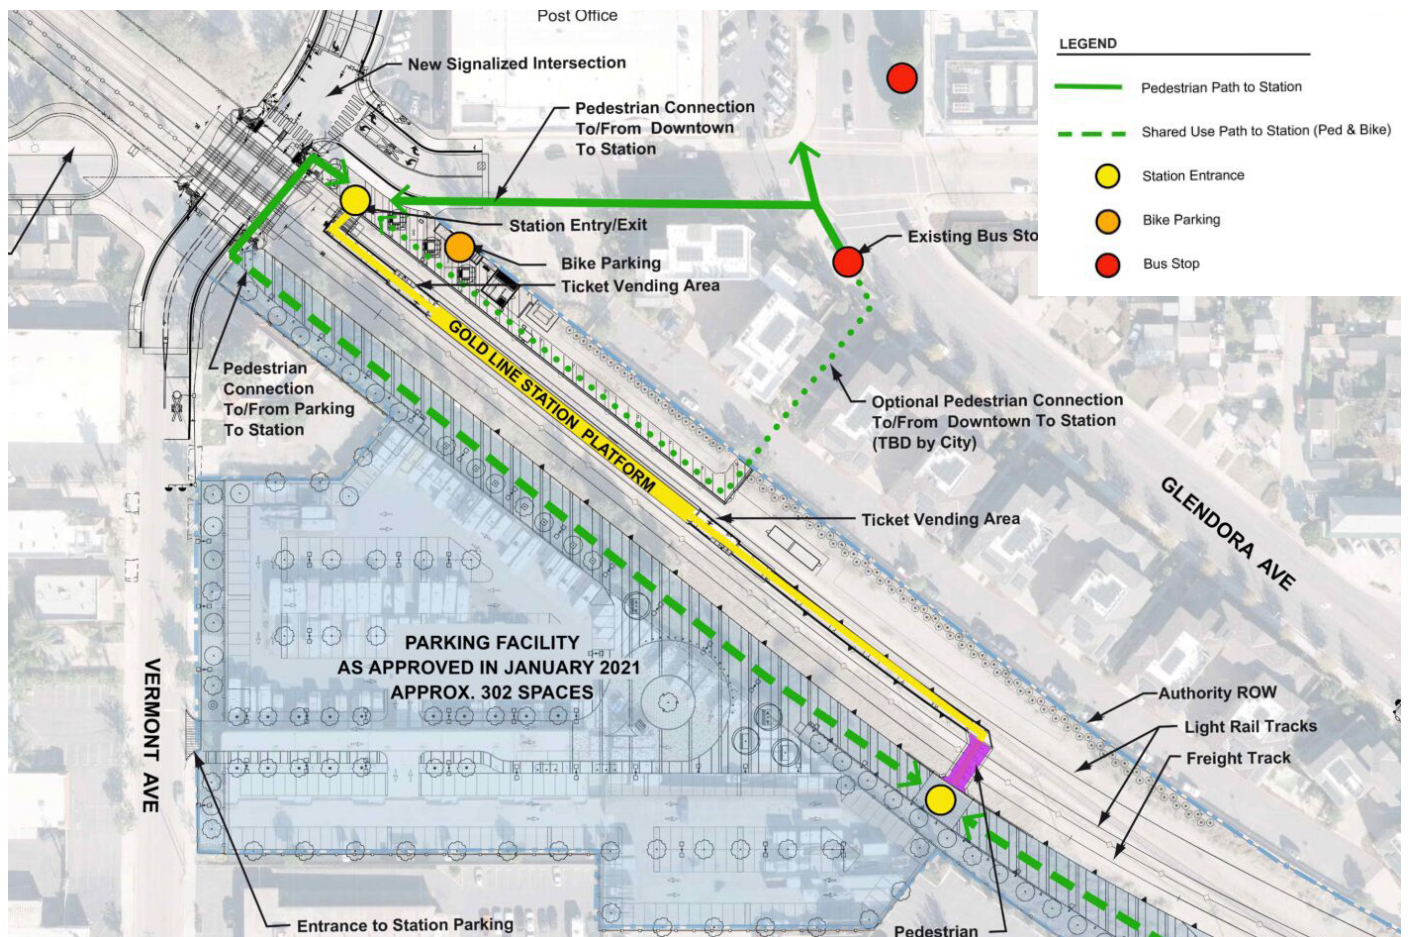 Post Office
New Signalized Intersection
Pedestrian Connection
To/From Downtown
To Station
Station Entry/Exit
Bike Parking
Ticket Vending Area
Existing Bus Sto
LEGEND
Pedestrian Path to Station
Shared Use Path to Station (Ped & Bike)
Station Entrance
Bike Parking
Bus Stop
GOLD LINE STATION PLATFORM
Pedestrian
Connection
To/From Parking
To Station
Optional Pedestrian Connection
To/From Downtown To Station
(TBD by City)
Ticket Vending Area
GLENDORA AVE
PARKING FACILITY
AS APPROVED IN JANUARY 2021
APPROX. 302 SPACES
VERMONT AVE
Authority ROW
Light Rail Tracks
Freight Track
Entrance to Station Parking
Pedestrian